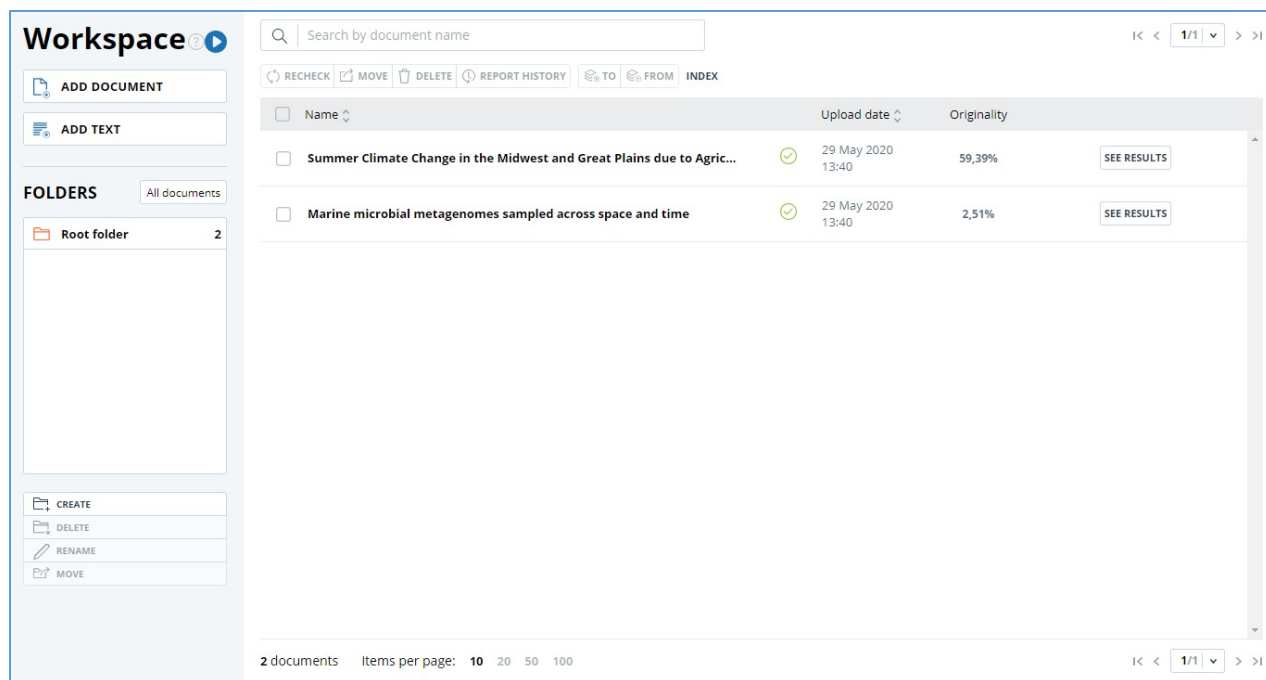 Workspace
ADD DOCUMENT
ADD TEXT
FOLDERS All documents
Root folder 2
CREATE
DELETE
RENAME
MOVE
Search by document name
1/1
RECHECK MOVE DELETE REPORT HISTORY TO FROM INDEX
Name Upload date Originality
Summer Climate Change in the Midwest and Great Plains due to Agric... 29 May 2020 13:40 59,39% SEE RESULTS
Marine microbial metagenomes sampled across space and time 29 May 2020 13:40 2,51% SEE RESULTS
2 documents Items per page: 10 20 50 100 1/1